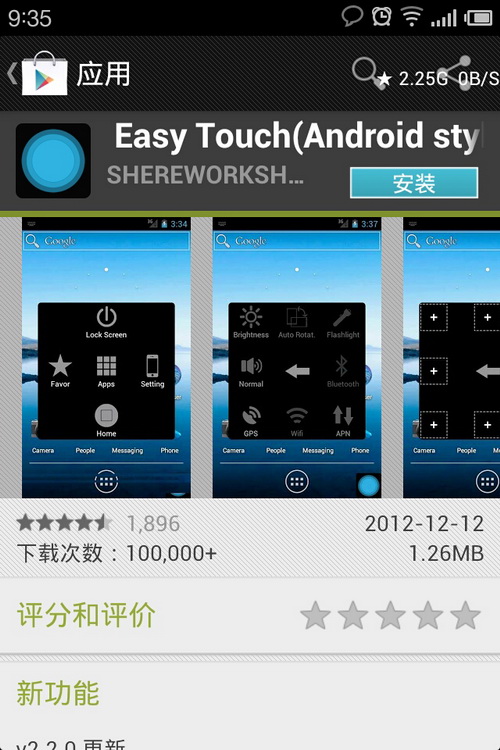 9:35
应用
2.25G 0B/S
Easy Touch(Android sty
SHEREWORKSH...
安装
3:34
3:37
Google
Google
Google
Lock Screen
Favor
Apps
Setting
Home
Brightness
Auto Rotat.
Flashlight
Normal
Bluetooth
GPS
Wifi
APN
Camera People Messaging Phone
Camera People Messaging Phone
Camera People M
1,896
2012-12-12
下载次数：100,000+
1.26MB
评分和评价
新功能
v2.2.0 更新